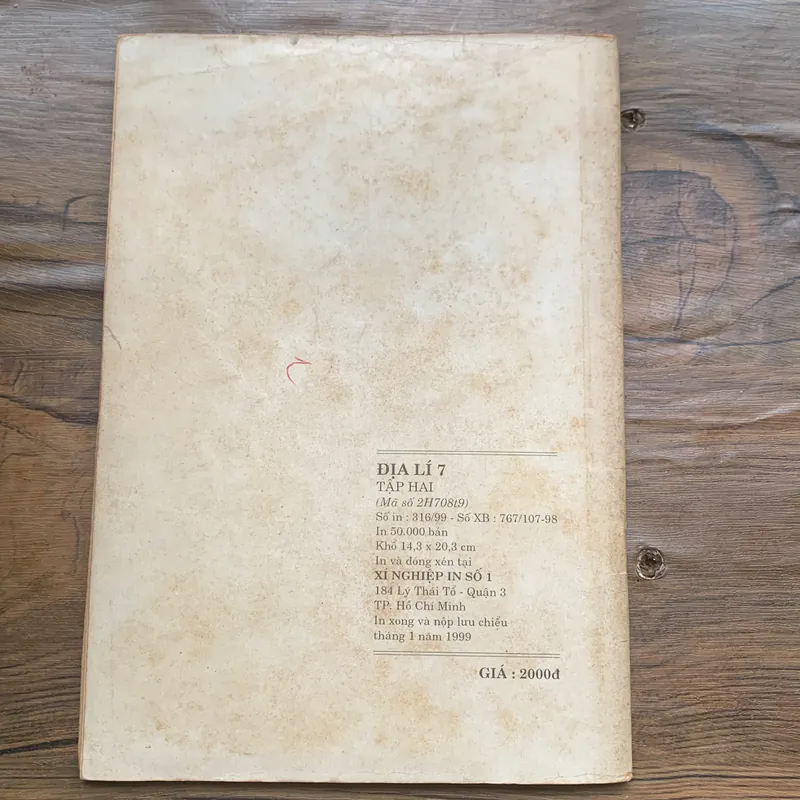 ĐỊA LÍ 7
TẬP HAI
(Mã số 2H708t9)
Số in : 316/99 - Số XB : 767/107-98
In 50.000 bản
Khổ 14,3 x 20,3 cm
In và đóng xén tại
XÍ NGHIỆP IN SỐ 1
184 Lý Thái Tổ - Quận 3
TP. Hồ Chí Minh
In xong và nộp lưu chiểu
tháng 1 năm 1999
GIÁ : 2000đ